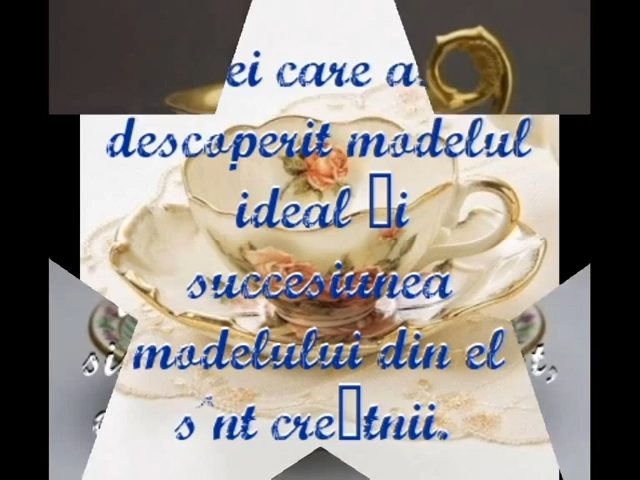 ei care a
descoperit modelul
ideal □i
succesiunea
modelului din el
s^nt cre□tnii.